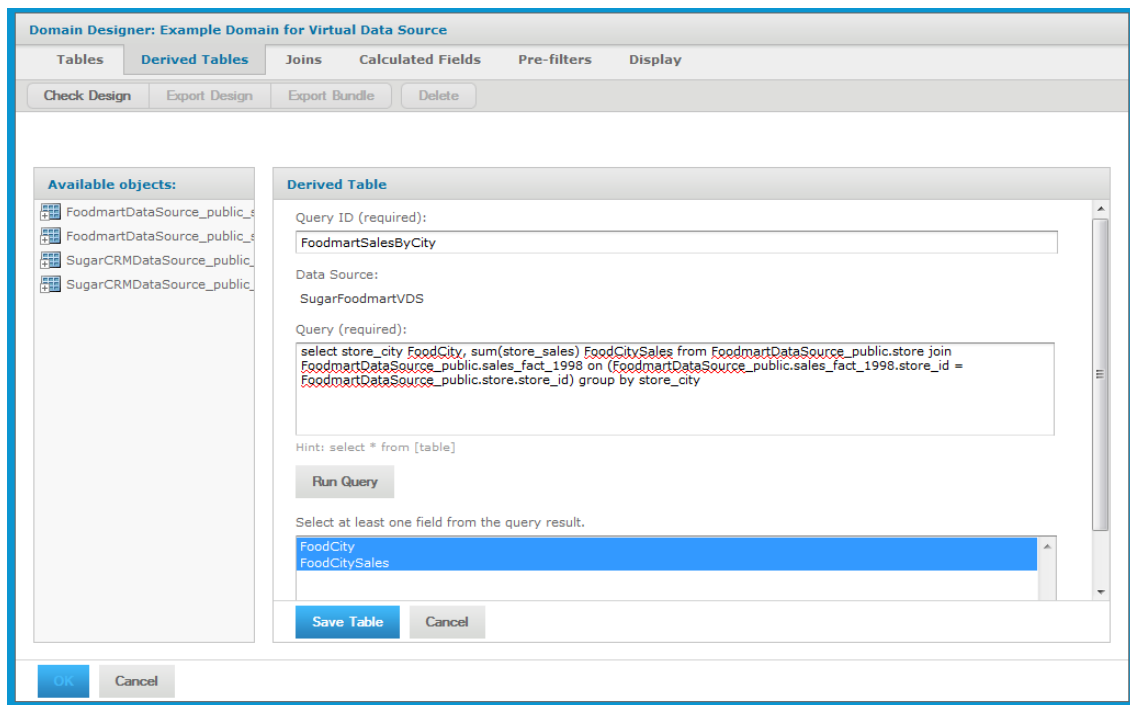 Domain Designer: Example Domain for Virtual Data Source
Tables Derived Tables Joins Calculated Fields Pre-filters Display
Check Design Export Design Export Bundle Delete
Available objects:
FoodmartDataSource_public_s
FoodmartDataSource_public_s
SugarCRMDataSource_public_
SugarCRMDataSource_public_
Derived Table
Query ID (required):
FoodmartSalesByCity
Data Source:
SugarFoodmartVDS
Query (required):
select store_city FoodCity, sum(store_sales) FoodCitySales from FoodmartDataSource_public.store join
FoodmartDataSource_public.sales_fact_1998 on (FoodmartDataSource_public.sales_fact_1998.store_id =
FoodmartDataSource_public.store.store_id) group by store_city
Hint: select * from [table]
Run Query
Select at least one field from the query result.
FoodCity
FoodCitySales
Save Table Cancel
OK Cancel